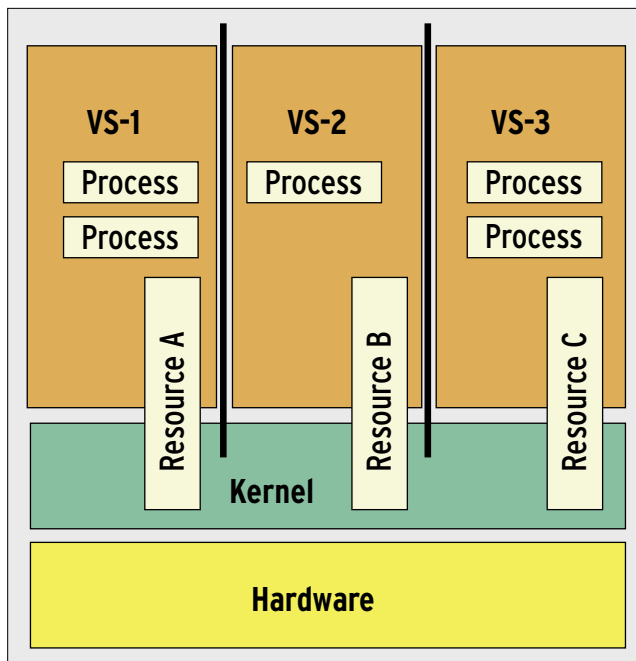 VS-1
VS-2
VS-3
Process
Process
Process
Process
Process
Resource A
Resource B
Resource C
Kernel
Hardware